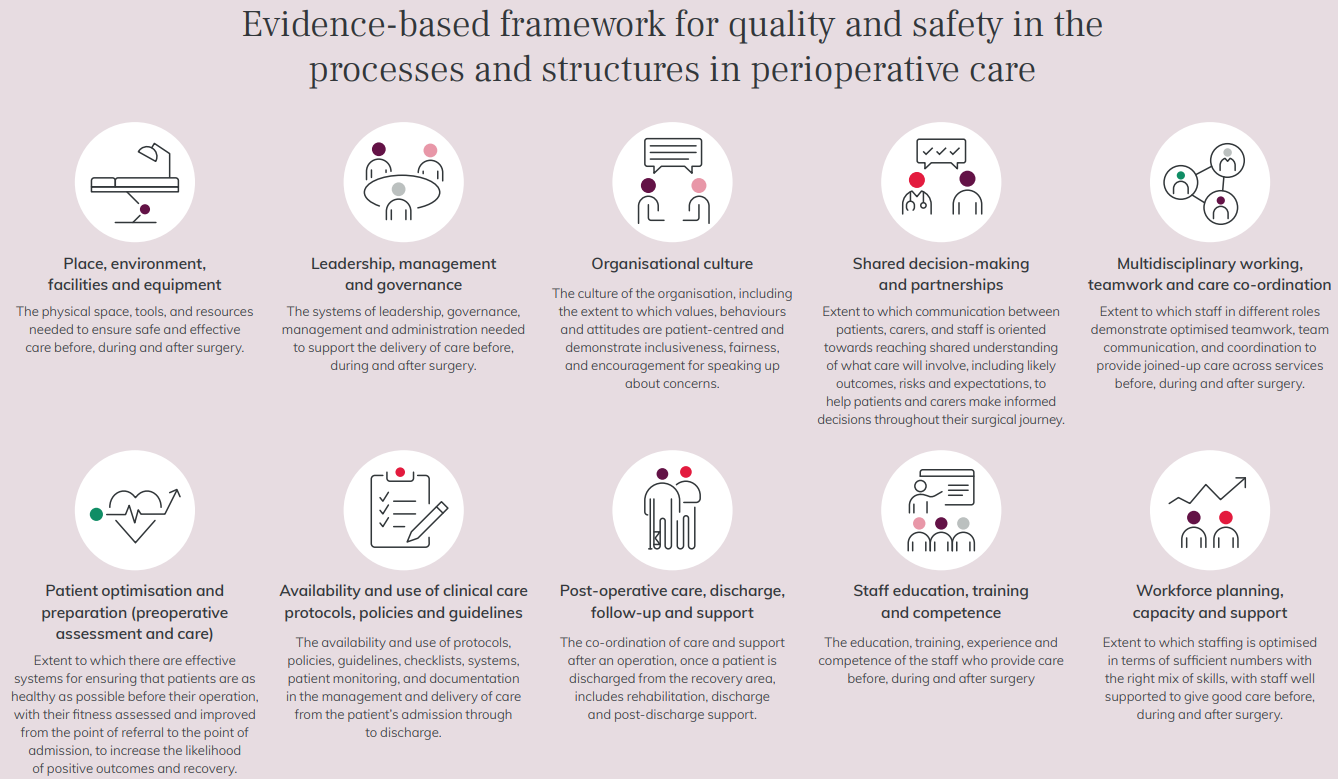 Evidence-based framework for quality and safety in the
processes and structures in perioperative care
Place, environment,
facilities and equipment
The physical space, tools, and resources
needed to ensure safe and effective
care before, during and after surgery.
Leadership, management
and governance
The systems of leadership, governance,
management and administration needed
to support the delivery of care before,
during and after surgery.
Organisational culture
The culture of the organisation, including
the extent to which values, behaviours
and attitudes are patient-centred and
demonstrate inclusiveness, fairness,
and encouragement for speaking up
about concerns.
Shared decision-making
and partnerships
Extent to which communication between
patients, carers, and staff is oriented
towards reaching shared understanding
of what care will involve, including likely
outcomes, risks and expectations, to
help patients and carers make informed
decisions throughout their surgical journey.
Multidisciplinary working,
teamwork and care co-ordination
Extent to which staff in different roles
demonstrate optimised teamwork, team
communication, and coordination to
provide joined-up care across services
before, during and after surgery.
Patient optimisation and
preparation (preoperative
assessment and care)
Extent to which there are effective
systems for ensuring that patients are as
healthy as possible before their operation,
with their fitness assessed and improved
from the point of referral to the point of
admission, to increase the likelihood
of positive outcomes and recovery.
Availability and use of clinical care
protocols, policies and guidelines
The availability and use of protocols,
policies, guidelines, checklists, systems,
patient monitoring, and documentation
in the management and delivery of care
from the patient's admission through
to discharge.
Post-operative care, discharge,
follow-up and support
The co-ordination of care and support
after an operation, once a patient is
discharged from the recovery area,
includes rehabilitation, discharge
and post-discharge support.
Staff education, training
and competence
The education, training, experience and
competence of the staff who provide care
before, during and after surgery
Workforce planning,
capacity and support
Extent to which staffing is optimised
in terms of sufficient numbers with
the right mix of skills, with staff well
supported to give good care before,
during and after surgery.